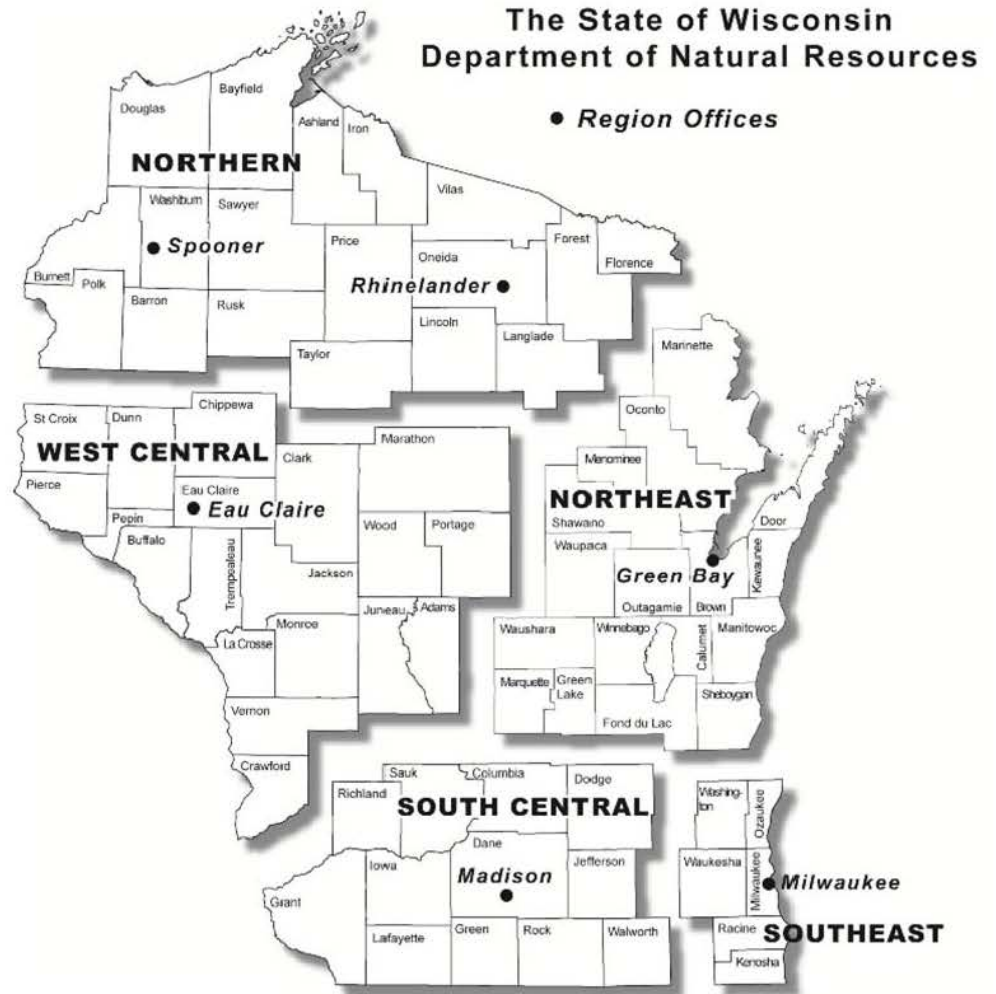 The State of Wisconsin
Department of Natural Resources
Region Offices
Bayfield
Douglas
Ashland
Iron
NORTHERN
Vilas
Washburn
Sawyer
Spooner
Price
Forest
Oneida
Florence
Burnett
Polk
Rhinelander
Barron
Rusk
Lincoln
Langlade
Taylor
Marinette
Chippewa
St Croix
Dunn
Oconto
WEST CENTRAL
Marathon
Clark
Menominee
Pierce
Eau Claire
NORTHEAST
Eau Claire
Pepin
Wood
Portage
Shawano
Door
Buffalo
Waupaca
Trempealeau
Kewaunee
Jackson
Green Bay
Juneau
Adams
Outagamie
Brown
Monroe
Waushara
Winnebago
Calumet
Manitowoc
La Crosse
Marquette
Green
Lake
Sheboygan
Vernon
Fond du Lac
Crawford
Sauk
Columbia
Dodge
Richland
Washing-
ton
Ozaukee
SOUTH CENTRAL
Dane
Iowa
Jefferson
Waukesha
Milwaukee
Madison
Milwaukee
Grant
Lafayette
Green
Rock
Walworth
Racine
SOUTHEAST
Kenosha